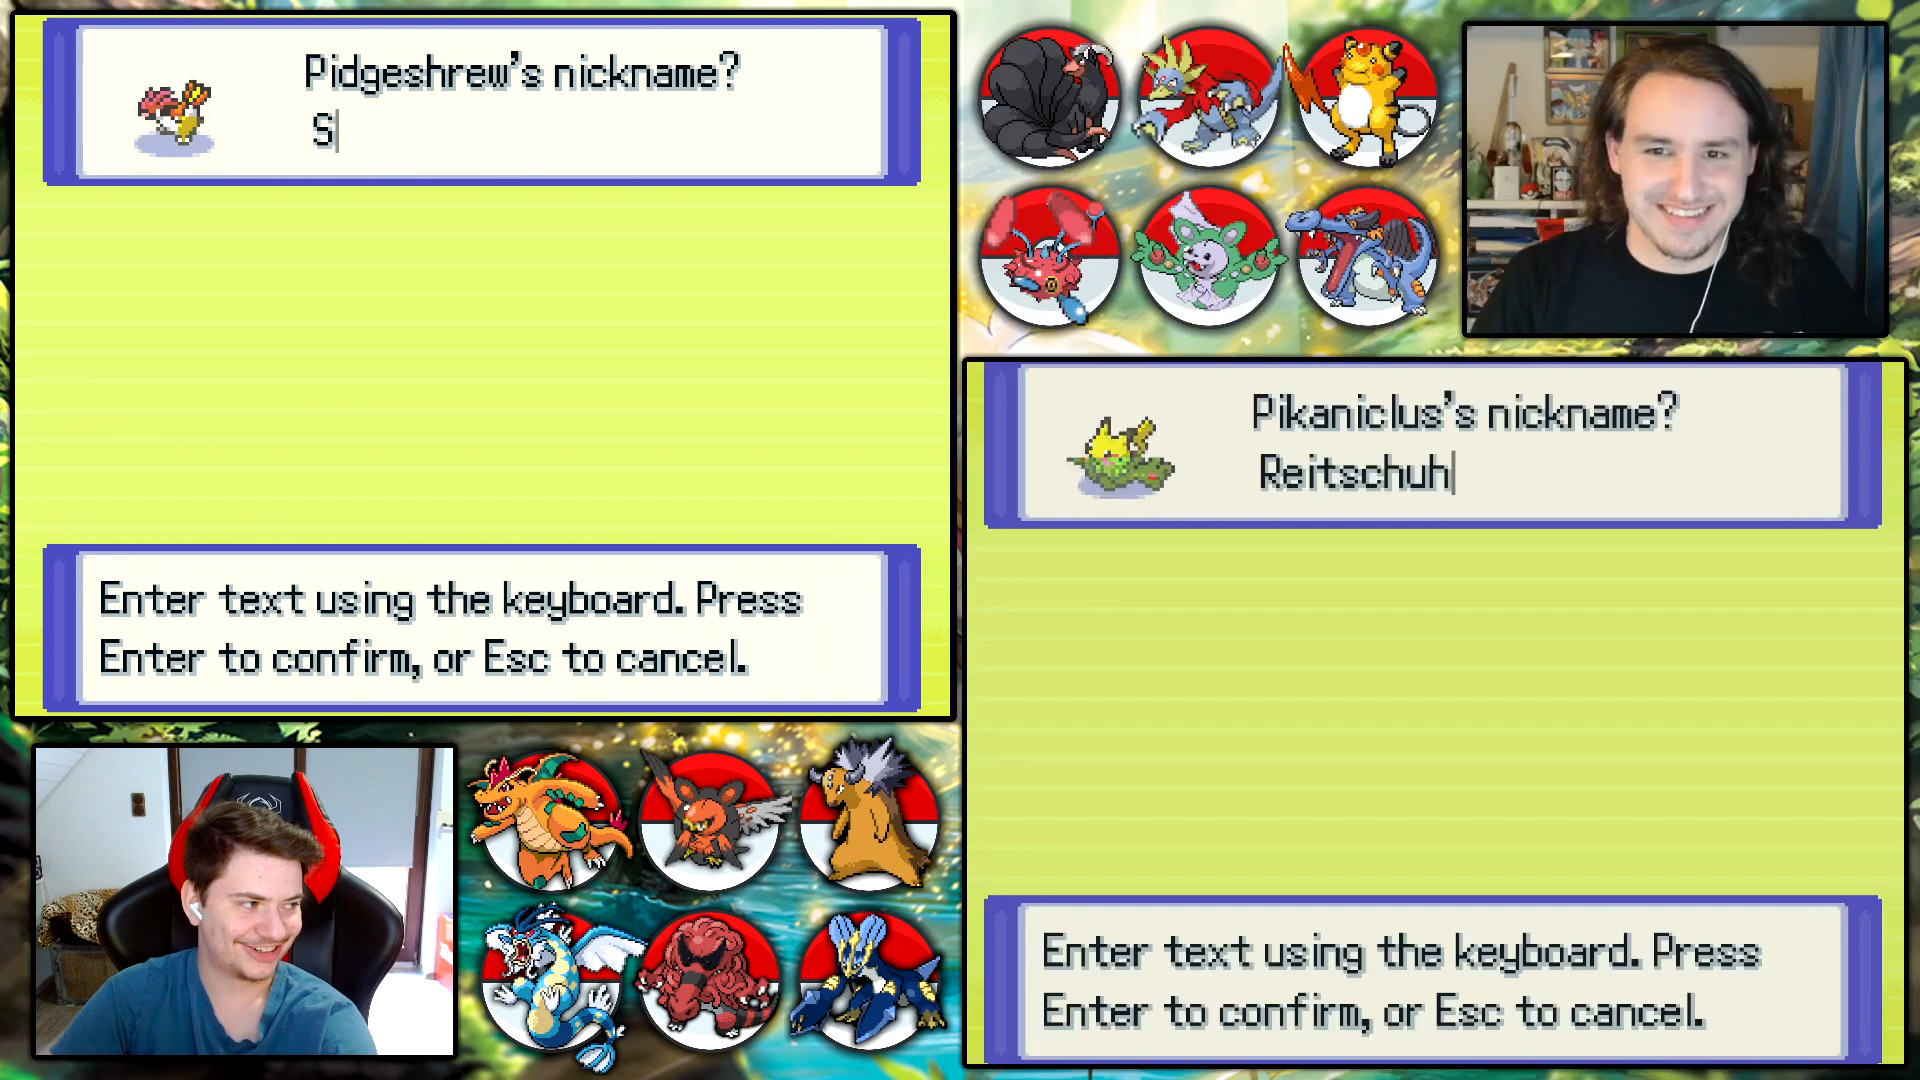 Pidgeshrew's nickname?
S
Enter text using the keyboard. Press
Enter to confirm, or Esc to cancel.
Pikaniclus's nickname?
Reitschuh
Enter text using the keyboard. Press
Enter to confirm, or Esc to cancel.